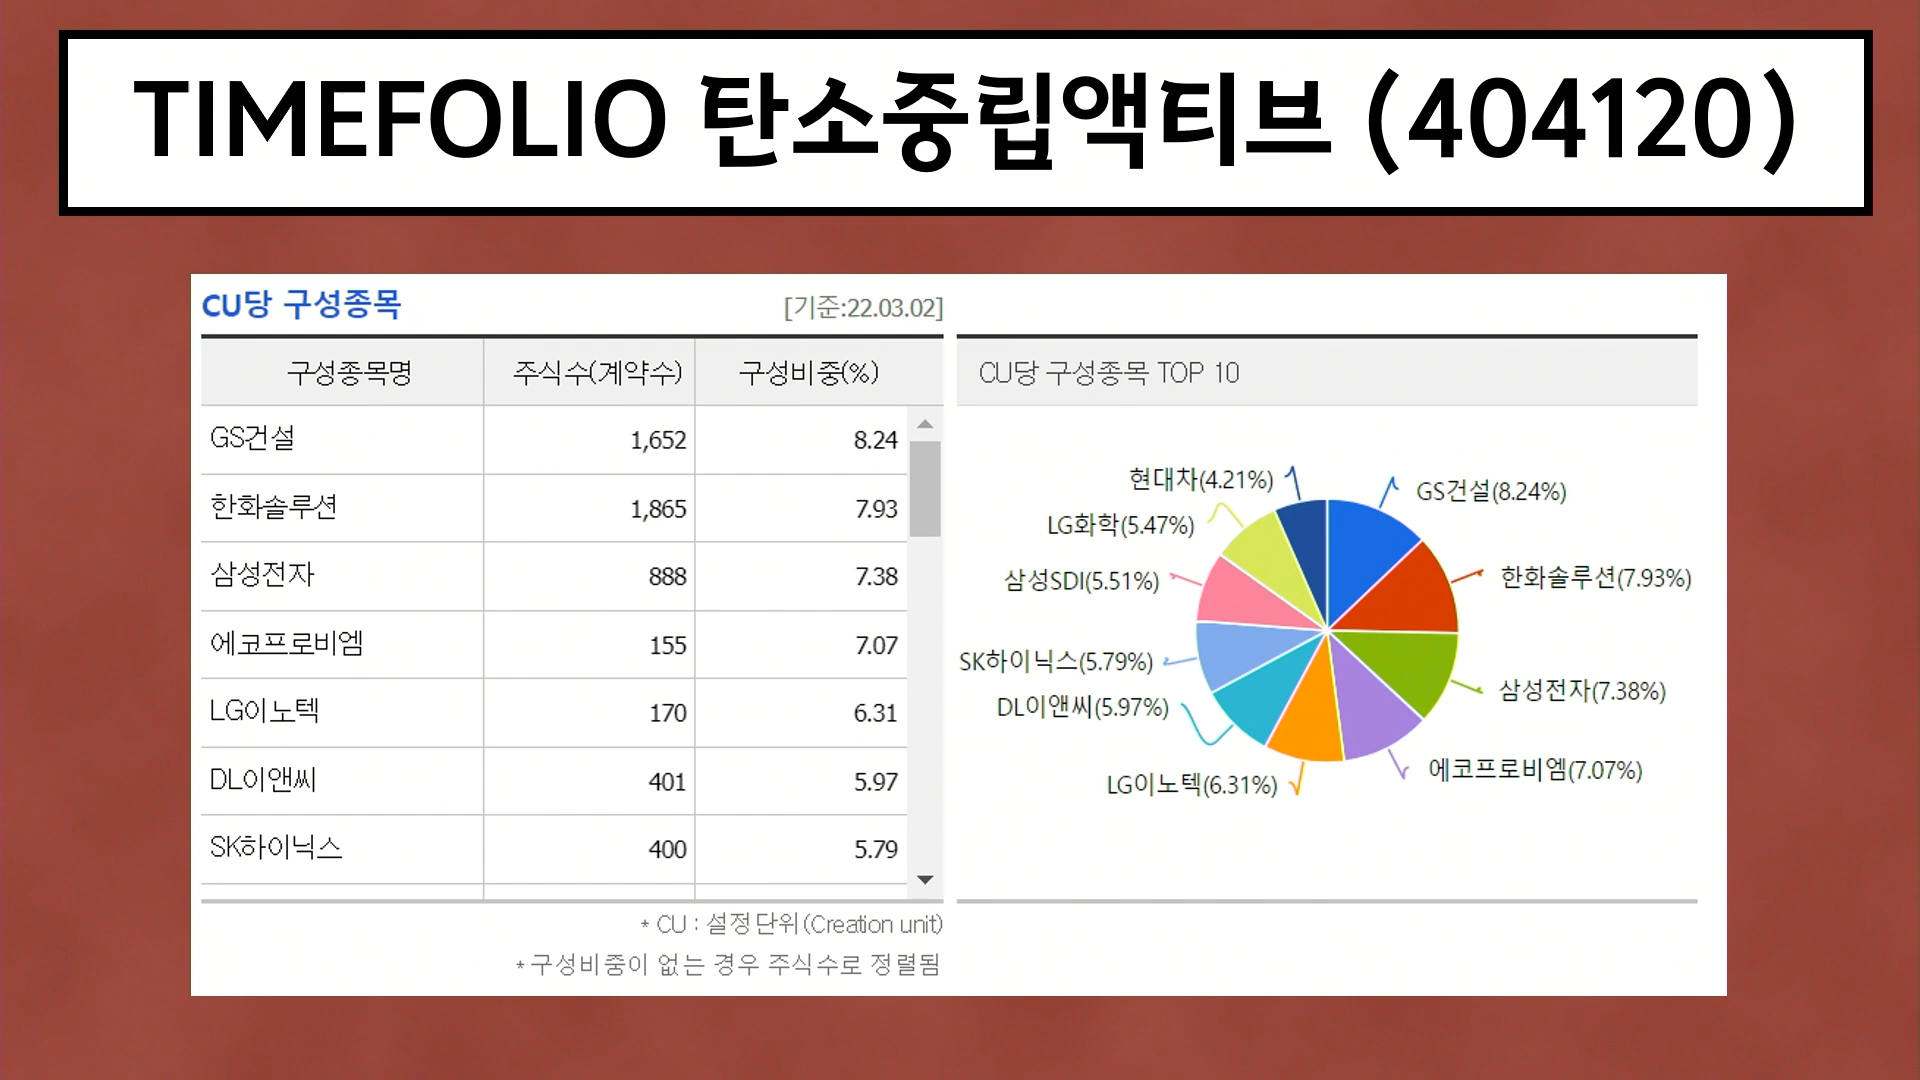 TIMEFOLIO 탄소중립액티브 (404120)
CU당 구성종목 [기준:22.03.02]
구성종목명 주식수(계약수) 구성비중(%)
GS건설 1,652 8.24
한화솔루션 1,865 7.93
삼성전자 888 7.38
에코프로비엠 155 7.07
LG이노텍 170 6.31
DL이앤씨 401 5.97
SK하이닉스 400 5.79
* CU : 설정단위(Creation unit)
* 구성비중이 없는 경우 주식수로 정렬됨
CU당 구성종목 TOP 10
현대차(4.21%)
GS건설(8.24%)
LG화학(5.47%)
한화솔루션(7.93%)
삼성SDI(5.51%)
SK하이닉스(5.79%)
삼성전자(7.38%)
DL이앤씨(5.97%)
에코프로비엠(7.07%)
LG이노텍(6.31%)